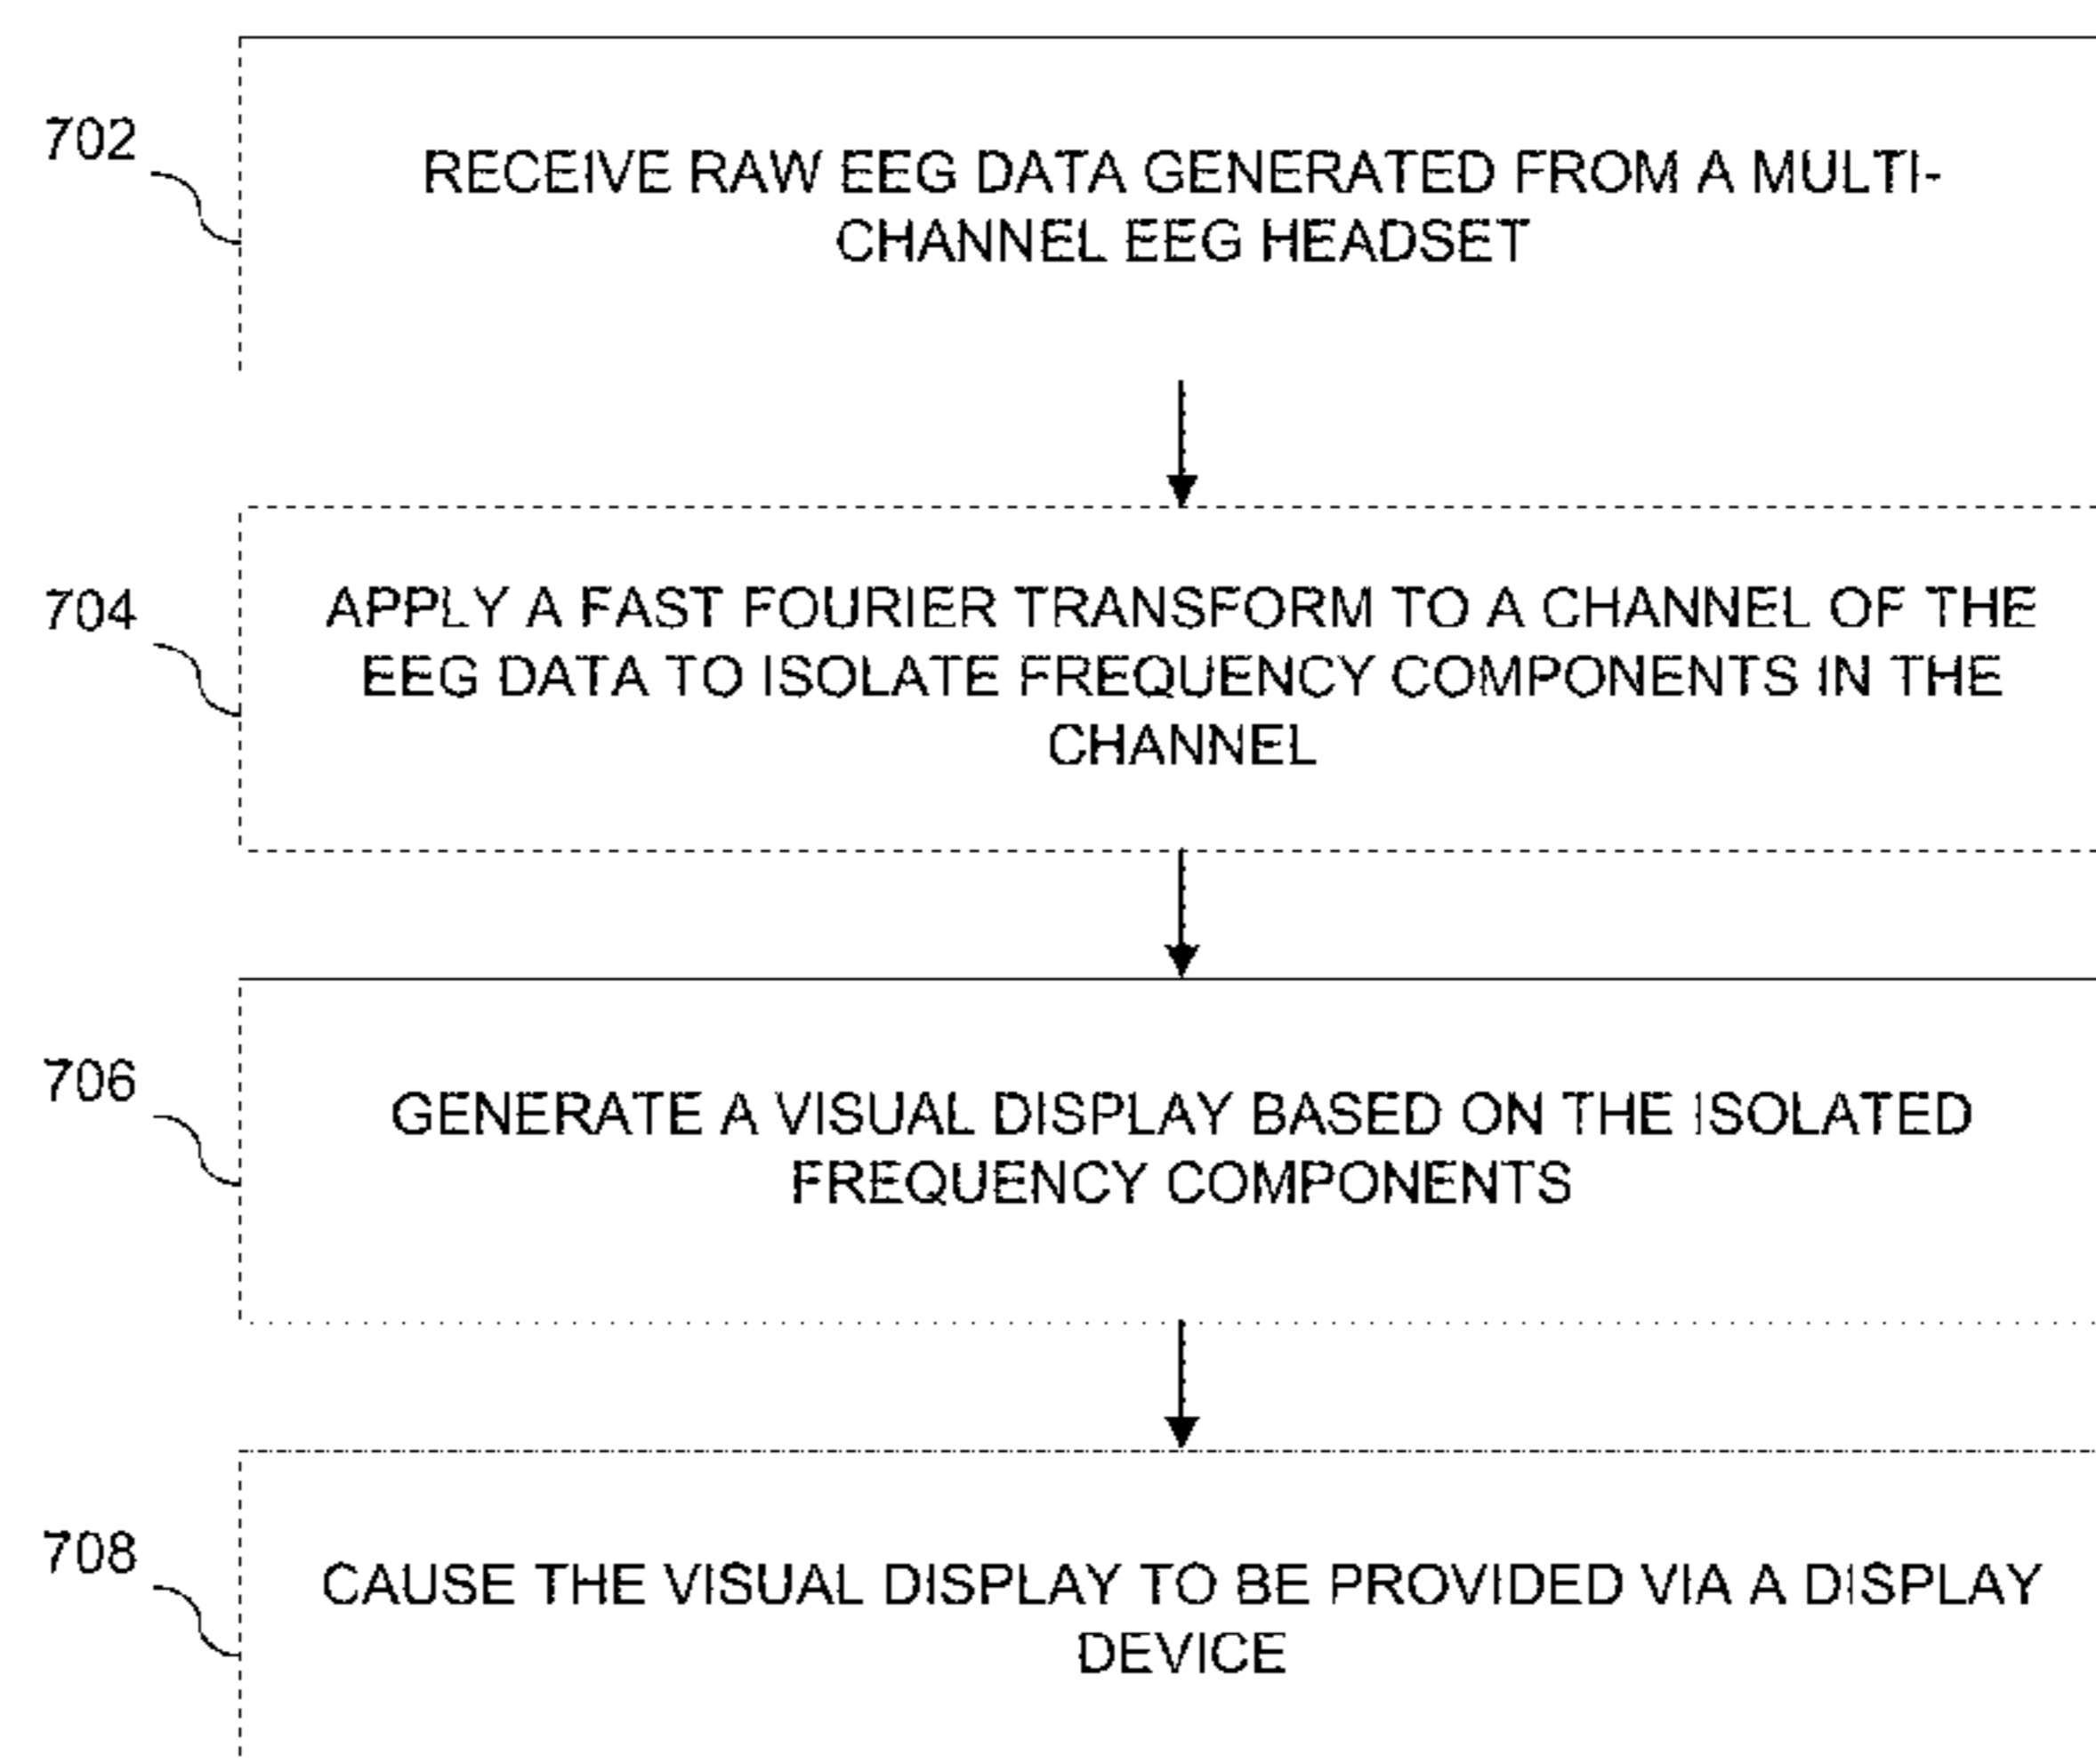 702
RECEIVE RAW EEG DATA GENERATED FROM A MULTI-
CHANNEL EEG HEADSET
704
APPLY A FAST FOURIER TRANSFORM TO A CHANNEL OF THE
EEG DATA TO ISOLATE FREQUENCY COMPONENTS IN THE
CHANNEL
706
GENERATE A VISUAL DISPLAY BASED ON THE ISOLATED
FREQUENCY COMPONENTS
708
CAUSE THE VISUAL DISPLAY TO BE PROVIDED VIA A DISPLAY
DEVICE